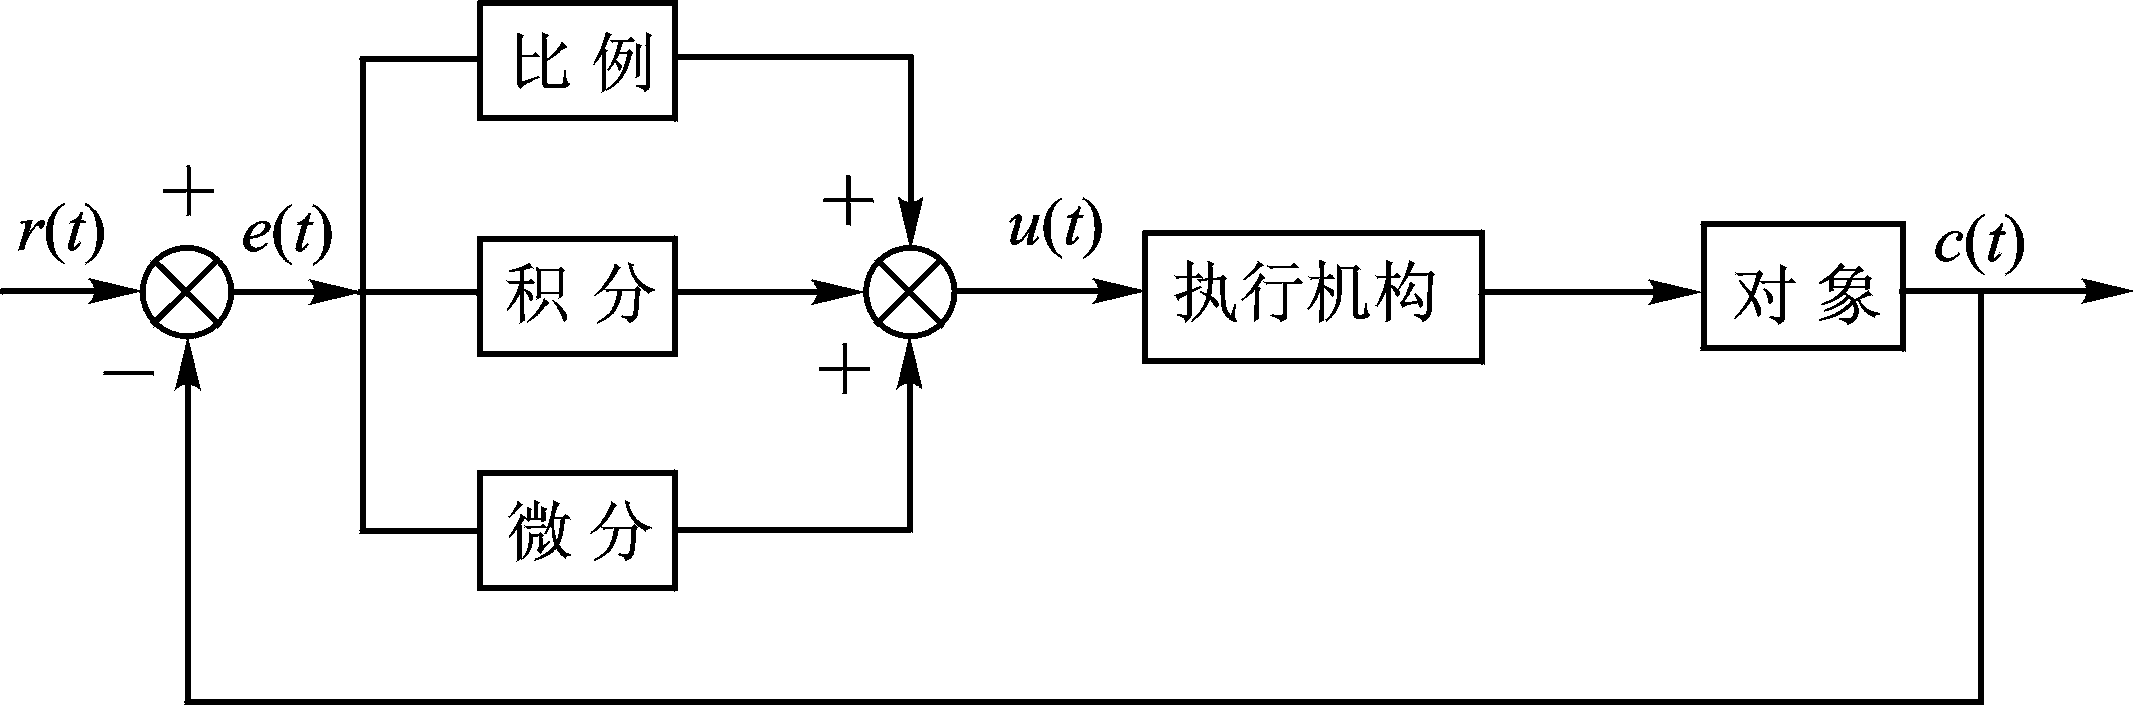 比例
+
r(t)
e(t)
+
u(t)
c(t)
积分
执行机构
对象
−
+
微分